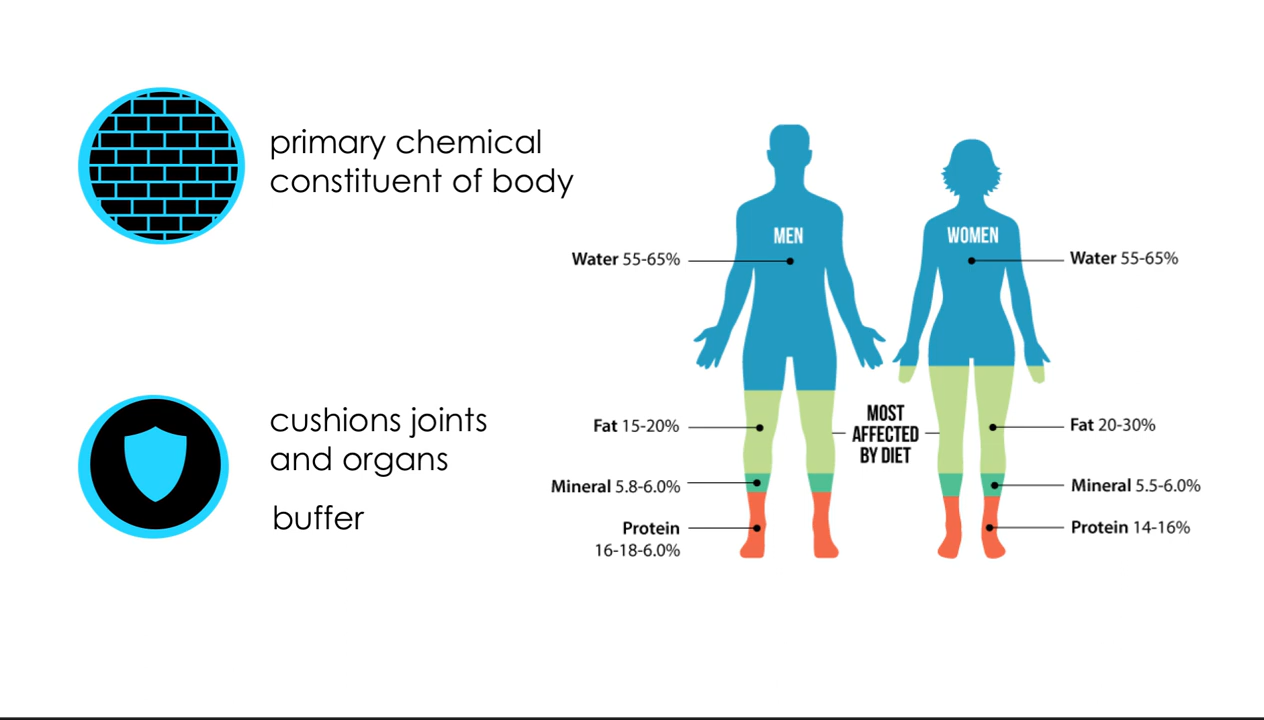 primary chemical
constituent of body
cushions joints
and organs
buffer
MEN
WOMEN
Water 55-65%
Water 55-65%
Fat 15-20%
MOST
AFFECTED
BY DIET
Fat 20-30%
Mineral 5.8-6.0%
Mineral 5.5-6.0%
Protein
16-18-6.0%
Protein 14-16%